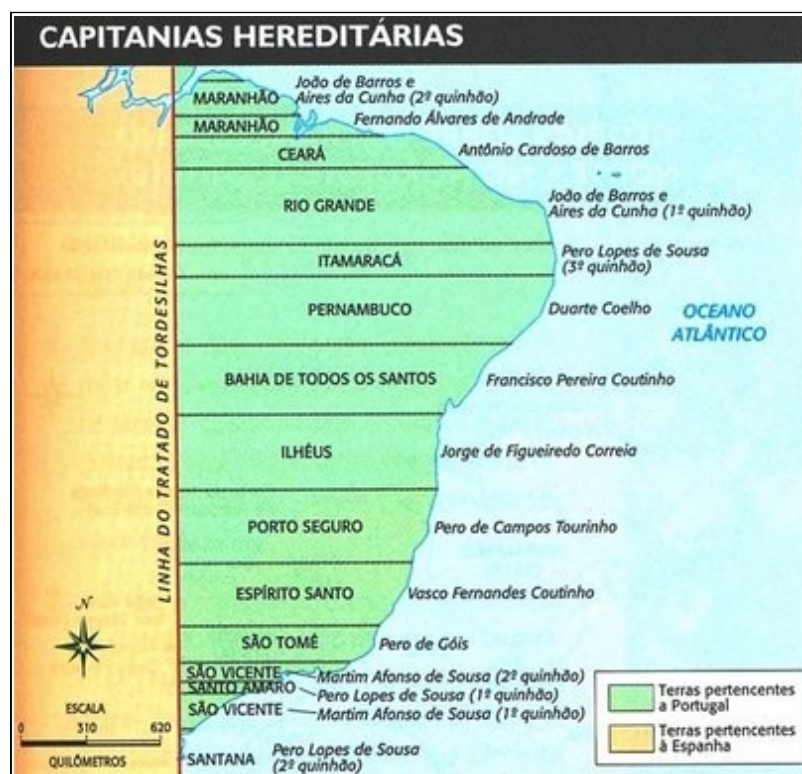 CAPITANIAS HEREDITÁRIAS
João de Barros e
Aires da Cunha (2º quinhão)
MARANHÃO
Fernando Álvares de Andrade
MARANHÃO
Antônio Cardoso de Barros
CEARÁ
João de Barros e
Aires da Cunha (1º quinhão)
RIO GRANDE
Pero Lopes de Sousa
(3º quinhão)
ITAMARACÁ
PERNAMBUCO
Duarte Coelho
OCEANO
ATLÂNTICO
LINHA DO TRATADO DE TORDESILHAS
BAHIA DE TODOS OS SANTOS
Francisco Pereira Coutinho
ILHÉUS
Jorge de Figueiredo Correia
PORTO SEGURO
Pero de Campos Tourinho
ESPÍRITO SANTO
Vasco Fernandes Coutinho
SÃO TOMÉ
Pero de Góis
SÃO VICENTE
Martim Afonso de Sousa (2º quinhão)
SANTO AMARO
Pero Lopes de Sousa (1º quinhão)
SÃO VICENTE
Martim Afonso de Sousa (1º quinhão)
SANTANA
Pero Lopes de Sousa
(2º quinhão)
N
ESCALA
0 310 620
QUILÔMETROS
Terras pertencentes
a Portugal
Terras pertencentes
à Espanha